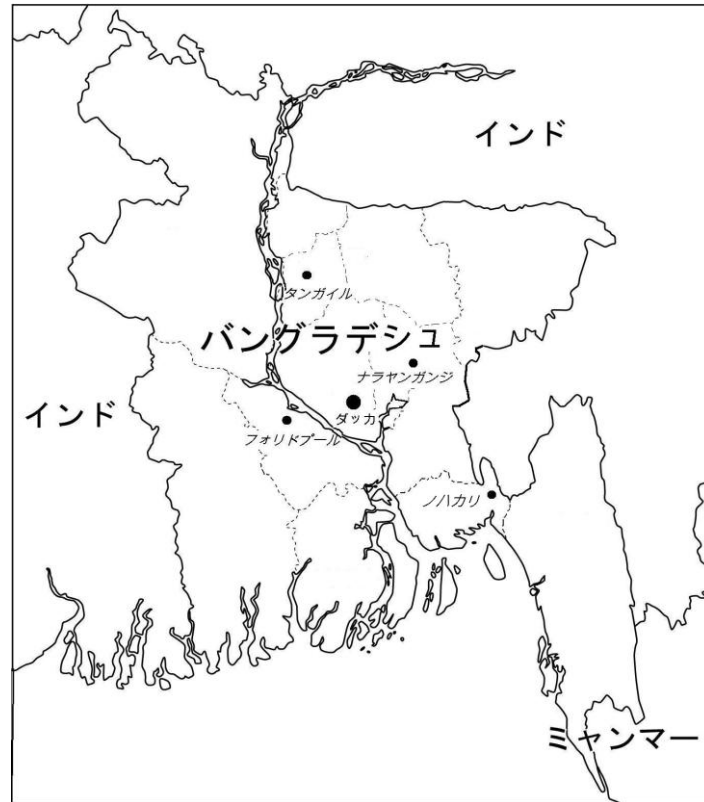 インド
タンガイル
バングラデシュ
ナラヤンガンジ
インド
ダッカ
フォリドプール
ノハカリ
ミャンマー